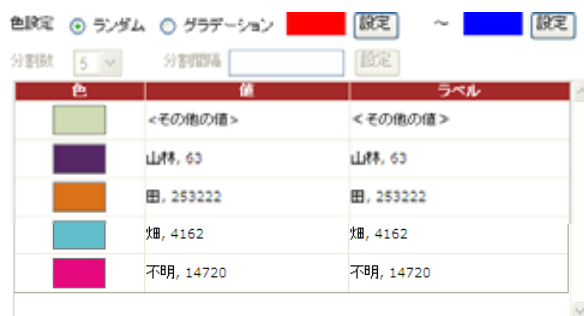 色設定 ランダム グラデーション 設定 ～ 設定
分割数 5 分割間隔 設定
色 値 ラベル
<その他の値> <その他の値>
山林, 63 山林, 63
田, 253222 田, 253222
畑, 4162 畑, 4162
不明, 14720 不明, 14720